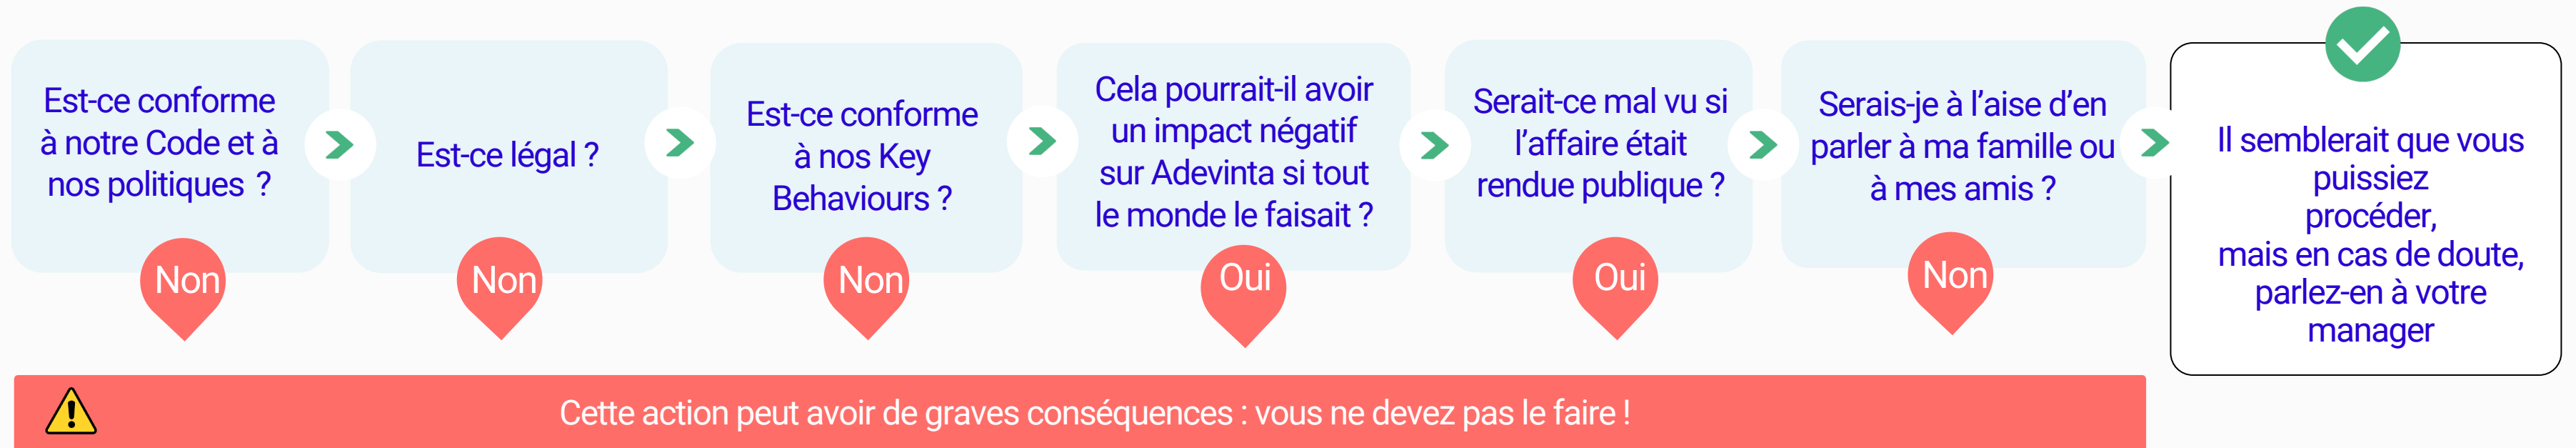 Est-ce conforme
à notre Code et à
nos politiques ?
Non
Est-ce légal ?
Non
Est-ce conforme
à nos Key
Behaviours ?
Non
Cela pourrait-il avoir
un impact négatif
sur Adevinta si tout
le monde le faisait ?
Oui
Serait-ce mal vu si
l’affaire était
rendue publique ?
Oui
Serais-je à l’aise d’en
parler à ma famille ou
à mes amis ?
Non
Il semblerait que vous
puissiez
procéder,
mais en cas de doute,
parlez-en à votre
manager
Cette action peut avoir de graves conséquences : vous ne devez pas le faire !